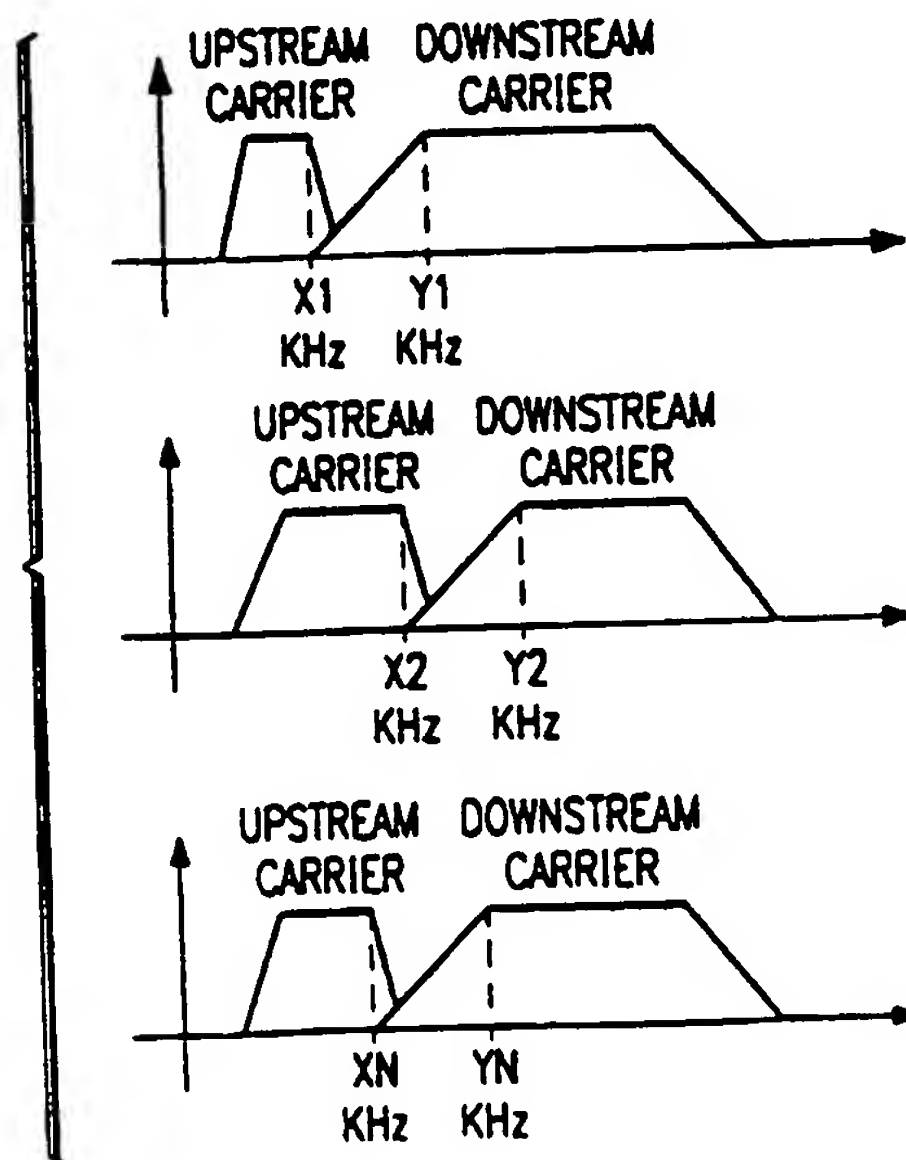 UPSTREAM DOWNSTREAM
CARRIER CARRIER
X1 Y1
KHz KHz
UPSTREAM DOWNSTREAM
CARRIER CARRIER
X2 Y2
KHz KHz
UPSTREAM DOWNSTREAM
CARRIER CARRIER
XN YN
KHz KHz